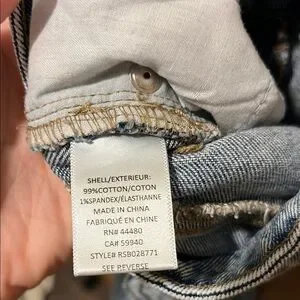 SHELL/EXTERIEUR:
99%COTTON/COTON
1%SPANDEX/ÉLASTHANNE
MADE IN CHINA
FABRIQUÉ EN CHINE
RN# 44480
CA# 59940
STYLE# RSB028771
SEE REVERSE